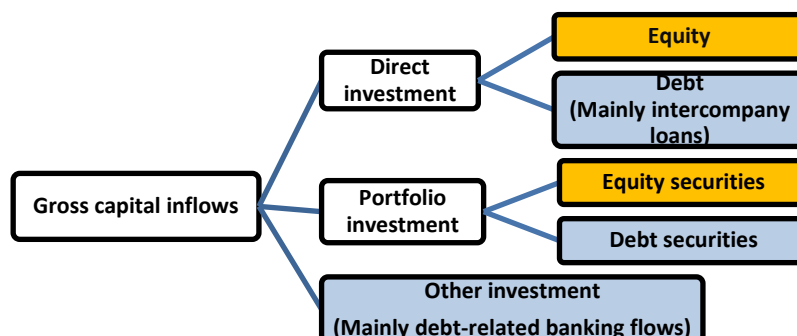 Gross capital inflows
Direct
investment
Equity
Debt
(Mainly intercompany
loans)
Portfolio
investment
Equity securities
Debt securities
Other investment
(Mainly debt-related banking flows)